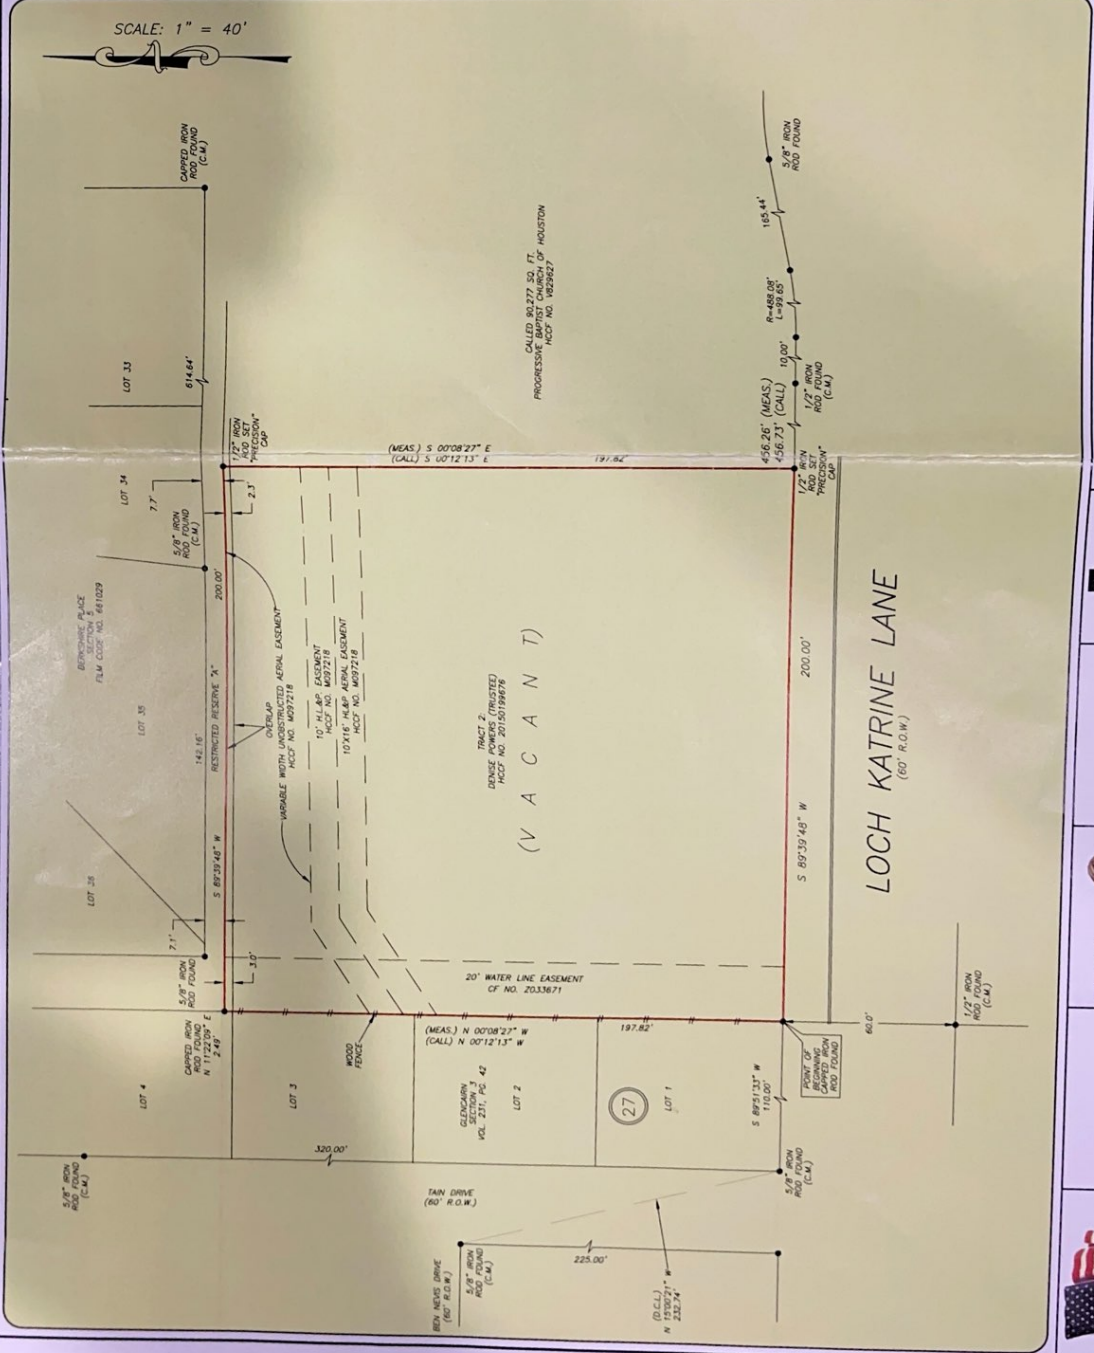 SCALE: 1" = 40'
CAPPED IRON
ROD FOUND
(C.M.)
5/8" IRON
ROD FOUND
165.44'
R=488.08'
L=99.65'
10.00'
1/2" IRON
ROD FOUND
(C.M.)
456.26' (MEAS.)
456.73' (CALL)
CALLED 90,277 SQ. FT.
PROGRESSIVE BAPTIST CHURCH OF HOUSTON
HCCF NO. V829627
LOT 33
614.64'
1/2" IRON
ROD SET
"PRECISION"
CAP
(MEAS.) S 00°08'27" E
(CALL) S 00°12'13" E
197.82'
1/2" IRON
ROD SET
"PRECISION"
CAP
LOT 34
7.7'
2.3'
5/8" IRON
ROD FOUND
(C.M.)
BERKSHIRE PLACE
SECTION 5
FILM CODE NO. 681029
LOT 35
142.16'
200.00'
RESTRICTED RESERVE "A"
S 89°39'48" W
OVERLAP
VARIABLE WIDTH UNOBSTRUCTED AERIAL EASEMENT
HCCF NO. M097218
10' H.L.&P. EASEMENT
HCCF NO. M097218
10'X16' HL&P AERIAL EASEMENT
HCCF NO. M097218
TRACT 2:
DENISE POWERS (TRUSTEE)
HCCF NO. 20150199676
(V A C A N T)
200.00'
S 89°39'48" W
LOCH KATRINE LANE
(60' R.O.W.)
7.1'
3.0'
5/8" IRON
ROD FOUND
CAPPED IRON
ROD FOUND
N 11°22'09" E
2.49'
20' WATER LINE EASEMENT
CF NO. Z033671
WOOD
FENCE
(MEAS.) N 00°08'27" W
(CALL) N 00°12'13" W
197.82'
60.0'
1/2" IRON
ROD FOUND
(C.M.)
POINT OF
BEGINNING
CAPPED IRON
ROD FOUND
LOT 4
LOT 3
GLENCAIRN
SECTION 3
VOL. 231, PG. 42
LOT 2
27
LOT 1
S 89°51'33" W
110.00'
320.00'
5/8" IRON
ROD FOUND
(C.M.)
5/8" IRON
ROD FOUND
(C.M.)
TAIN DRIVE
(60' R.O.W.)
BEN NEVIS DRIVE
(60' R.O.W.)
5/8" IRON
ROD FOUND
(C.M.)
225.00'
(D.C.L.)
N 15°00'21" W
232.74'